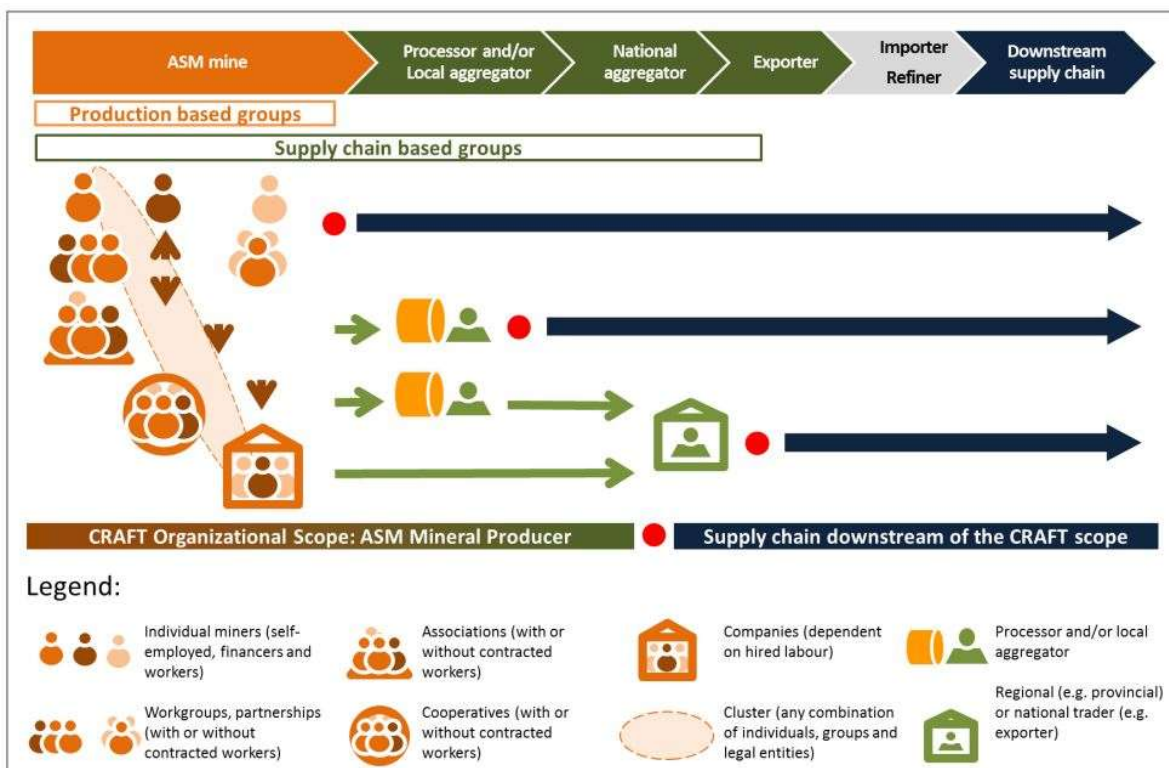 ASM mine
Processor and/or
Local aggregator
National
aggregator
Exporter
Importer
Refiner
Downstream
supply chain
Production based groups
Supply chain based groups
CRAFT Organizational Scope: ASM Mineral Producer
Supply chain downstream of the CRAFT scope
Legend:
Individual miners (self-
employed, financers and
workers)
Associations (with or
without contracted
workers)
Companies (dependent
on hired labour)
Processor and/or local
aggregator
Workgroups, partnerships
(with or without
contracted workers)
Cooperatives (with or
without contracted
workers)
Cluster (any combination
of individuals, groups and
legal entities)
Regional (e.g. provincial)
or national trader (e.g.
exporter)